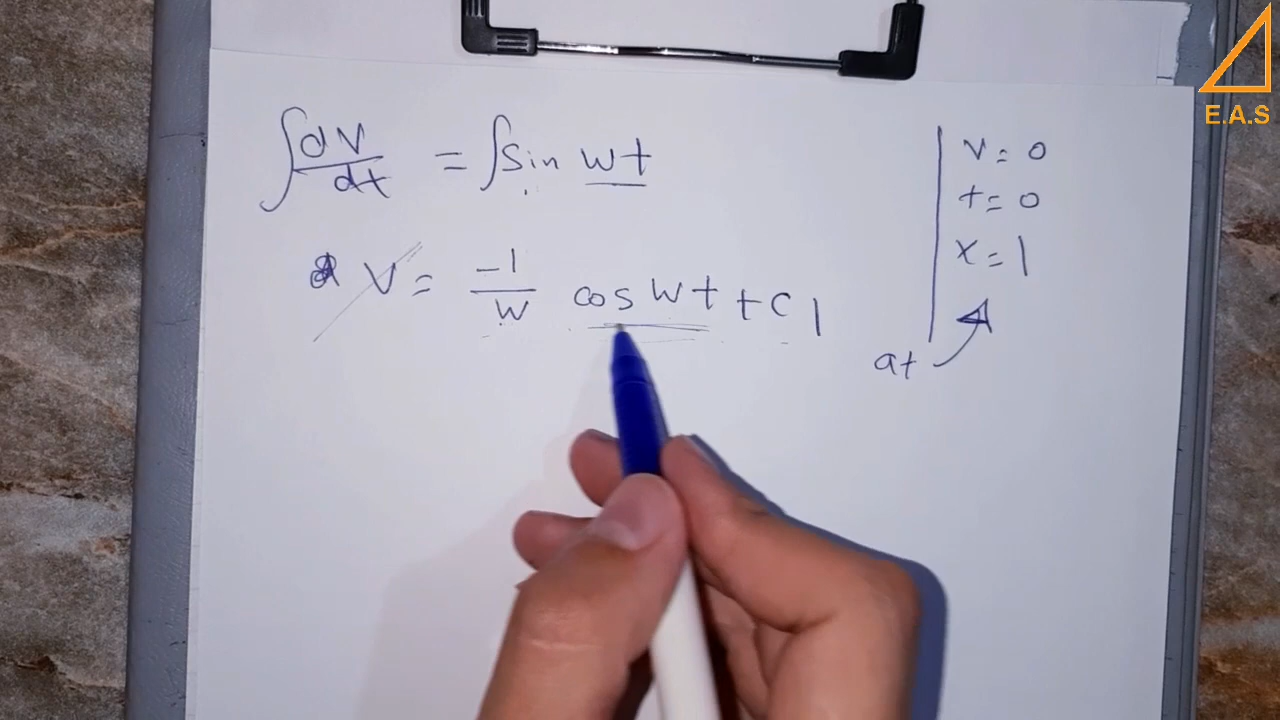 ∫ dV/dt = ∫ sin wt
V = -1/w cos wt + c1
v = 0
t = 0
x = 1
at
E.A.S